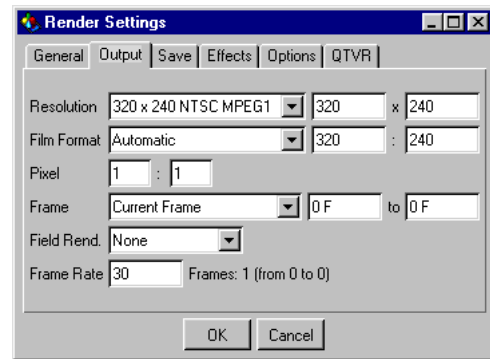 Render Settings
General Output Save Effects Options QTVR
Resolution 320 x 240 NTSC MPEG1 320 x 240
Film Format Automatic 320 : 240
Pixel 1 : 1
Frame Current Frame 0 F to 0 F
Field Rend. None
Frame Rate 30 Frames: 1 (from 0 to 0)
OK Cancel